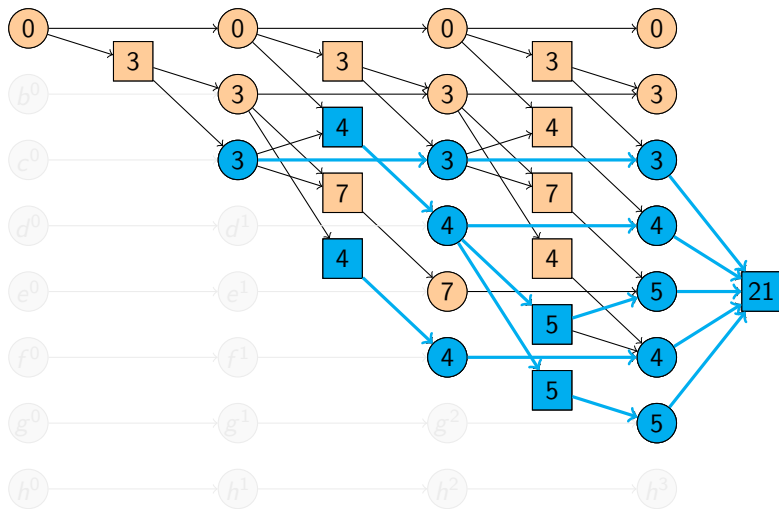 0 0 0 0
3 3 3
b⁰ 3 3 3
4 4
c⁰ 3 3 3
7 7
d⁰ d¹ 4 4
4 4
e⁰ e¹ 7 5 21
5
f⁰ f¹ 4 4
5
g⁰ g¹ g² 5
h⁰ h¹ h² h³